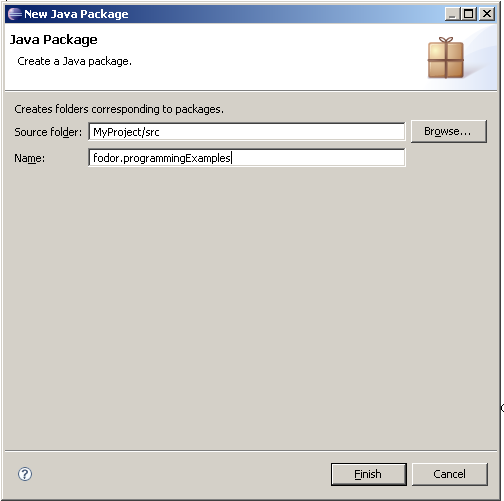 New Java Package
Java Package
Create a Java package.
Creates folders corresponding to packages.
Source folder: MyProject/src Browse...
Name: fodor.programmingExamples
? Finish Cancel